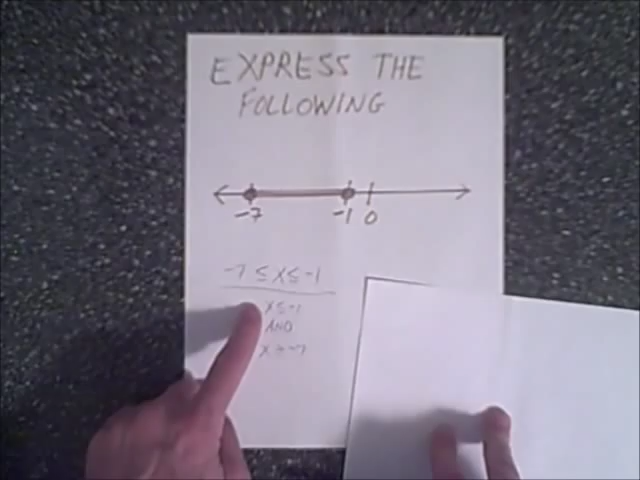 EXPRESS THE
FOLLOWING
-7 -1 0
-7 ≤ X ≤ -1
X ≤ -1
AND
X ≥ -7